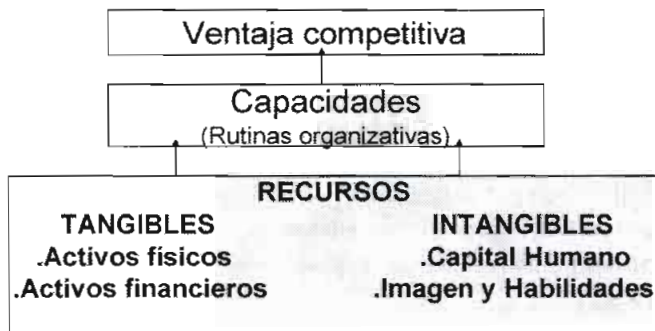 Ventaja competitiva
Capacidades
(Rutinas organizativas)
RECURSOS
TANGIBLES
.Activos físicos
.Activos financieros
INTANGIBLES
.Capital Humano
.Imagen y Habilidades